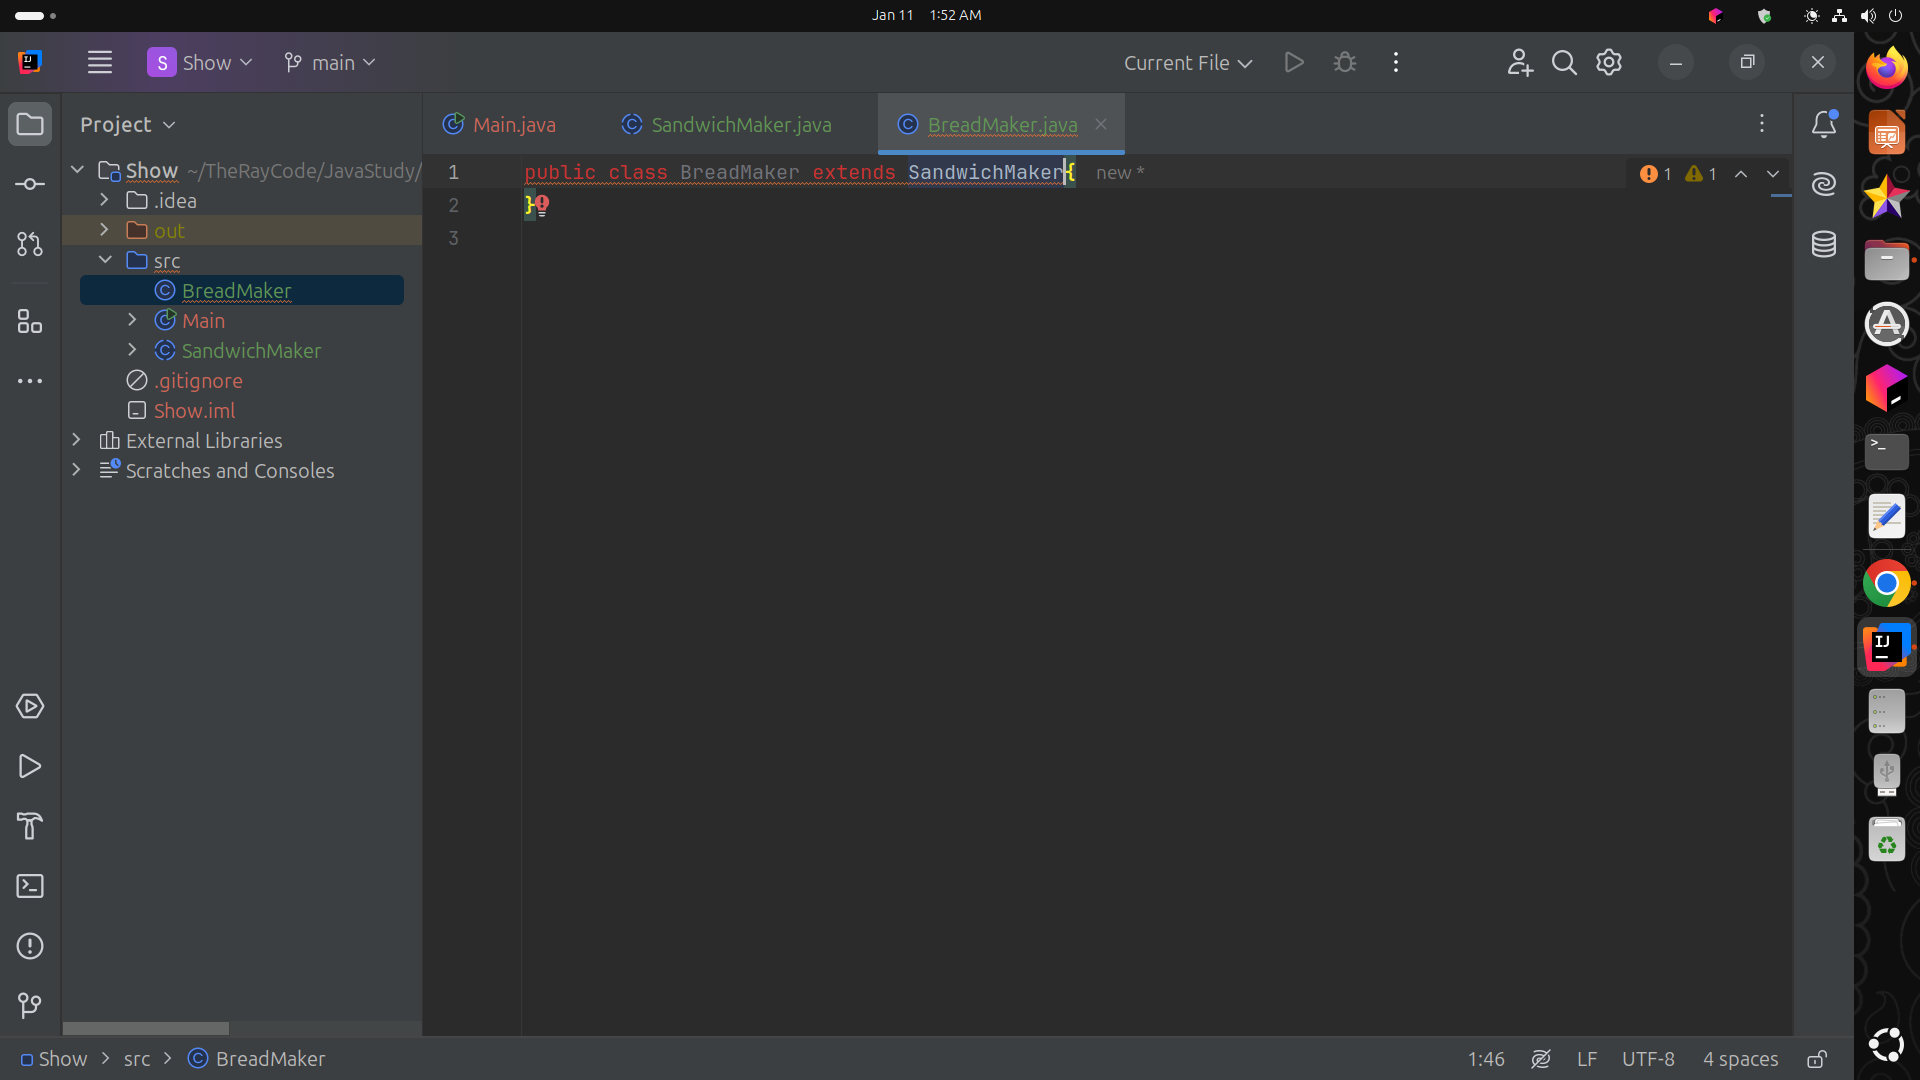 Jan 11 1:52 AM
S Show main Current File
Project Main.java SandwichMaker.java BreadMaker.java
Show ~/TheRayCode/JavaStudy/
.idea
out
src
BreadMaker
Main
SandwichMaker
.gitignore
Show.iml
External Libraries
Scratches and Consoles
1 public class BreadMaker extends SandwichMaker{ new * 1 1
2 }
3
Show > src > BreadMaker 1:46 LF UTF-8 4 spaces